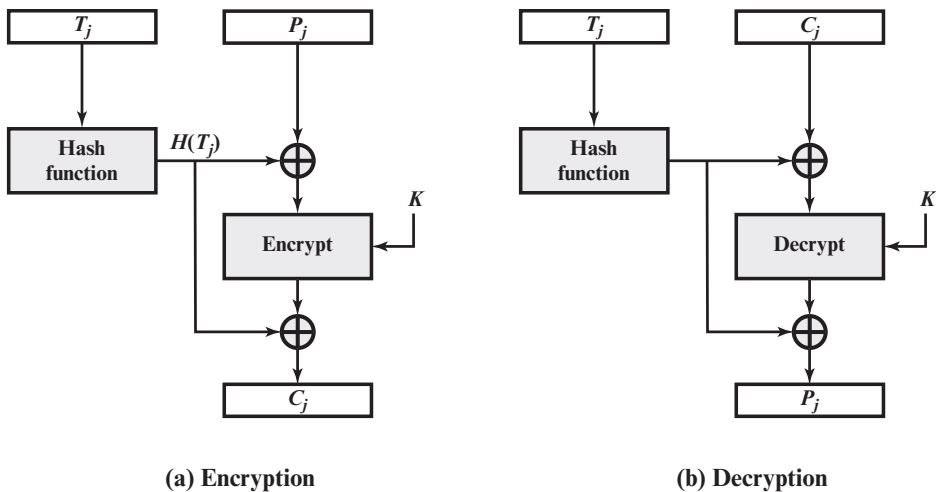 T_j
P_j
Hash
function
H(T_j)
K
Encrypt
C_j
(a) Encryption
T_j
C_j
Hash
function
K
Decrypt
P_j
(b) Decryption